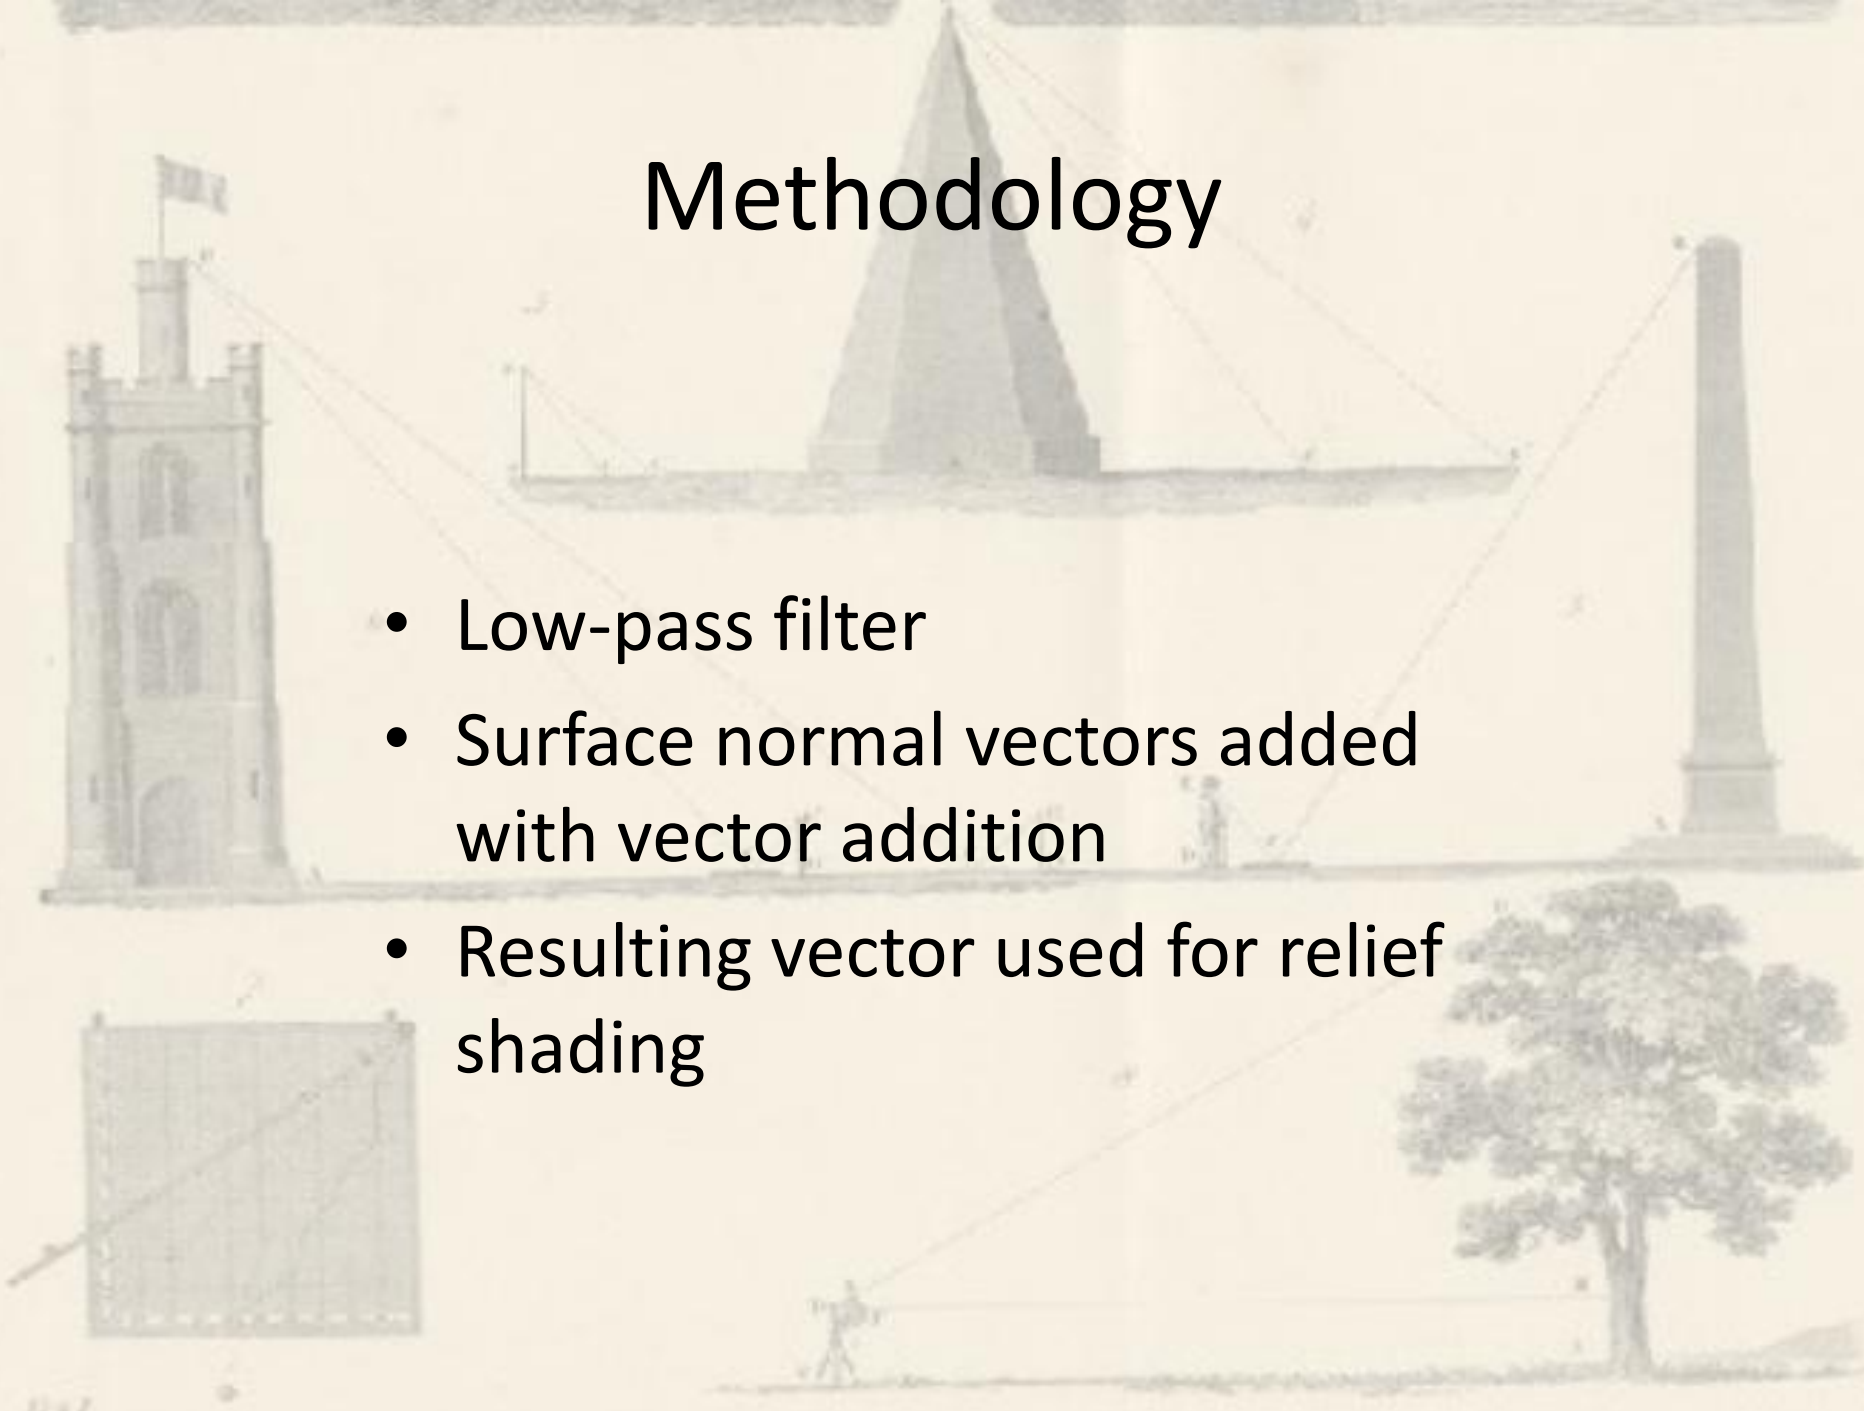 Methodology
• Low-pass filter
• Surface normal vectors added
with vector addition
• Resulting vector used for relief
shading